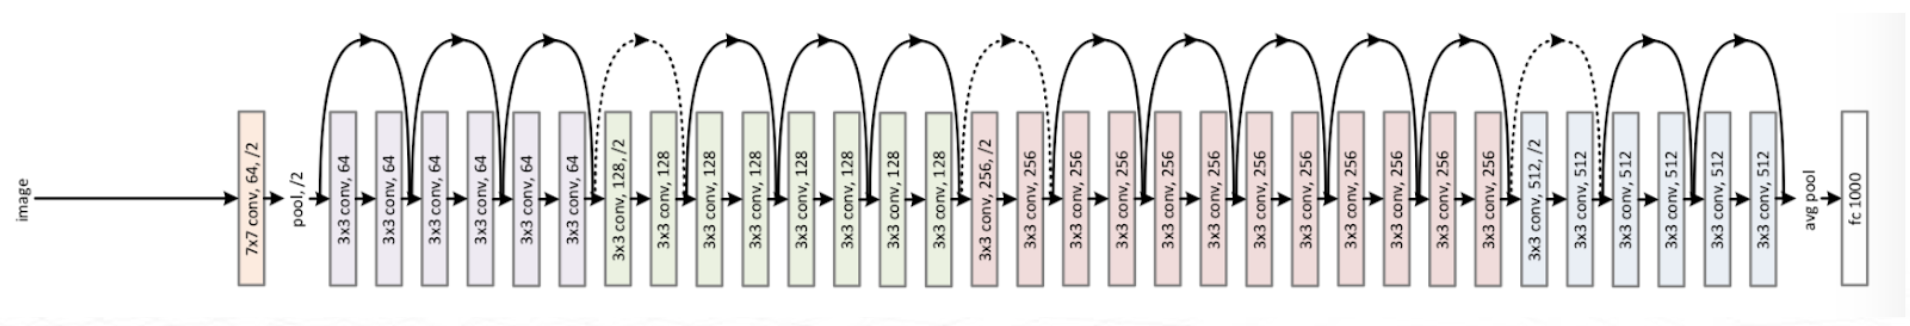 image
7x7 conv, 64, /2
pool, /2
3x3 conv, 64
3x3 conv, 64
3x3 conv, 64
3x3 conv, 64
3x3 conv, 64
3x3 conv, 64
3x3 conv, 128, /2
3x3 conv, 128
3x3 conv, 128
3x3 conv, 128
3x3 conv, 128
3x3 conv, 128
3x3 conv, 128
3x3 conv, 128
3x3 conv, 256, /2
3x3 conv, 256
3x3 conv, 256
3x3 conv, 256
3x3 conv, 256
3x3 conv, 256
3x3 conv, 256
3x3 conv, 256
3x3 conv, 256
3x3 conv, 256
3x3 conv, 256
3x3 conv, 256
3x3 conv, 512, /2
3x3 conv, 512
3x3 conv, 512
3x3 conv, 512
3x3 conv, 512
3x3 conv, 512
avg pool
fc 1000